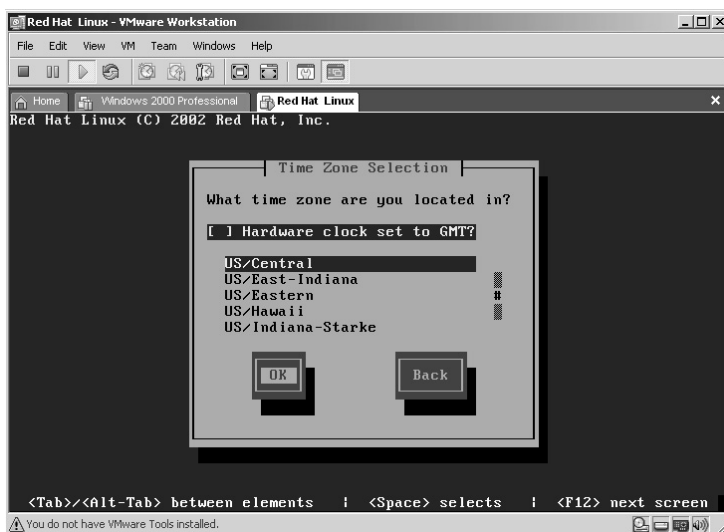 Red Hat Linux - VMware Workstation
File Edit View VM Team Windows Help
Home Windows 2000 Professional Red Hat Linux
Red Hat Linux (C) 2002 Red Hat, Inc.
Time Zone Selection
What time zone are you located in?
[ ] Hardware clock set to GMT?
US/Central
US/East-Indiana
US/Eastern #
US/Hawaii
US/Indiana-Starke
OK Back
<Tab>/<Alt-Tab> between elements ¦ <Space> selects ¦ <F12> next screen
You do not have VMware Tools installed.